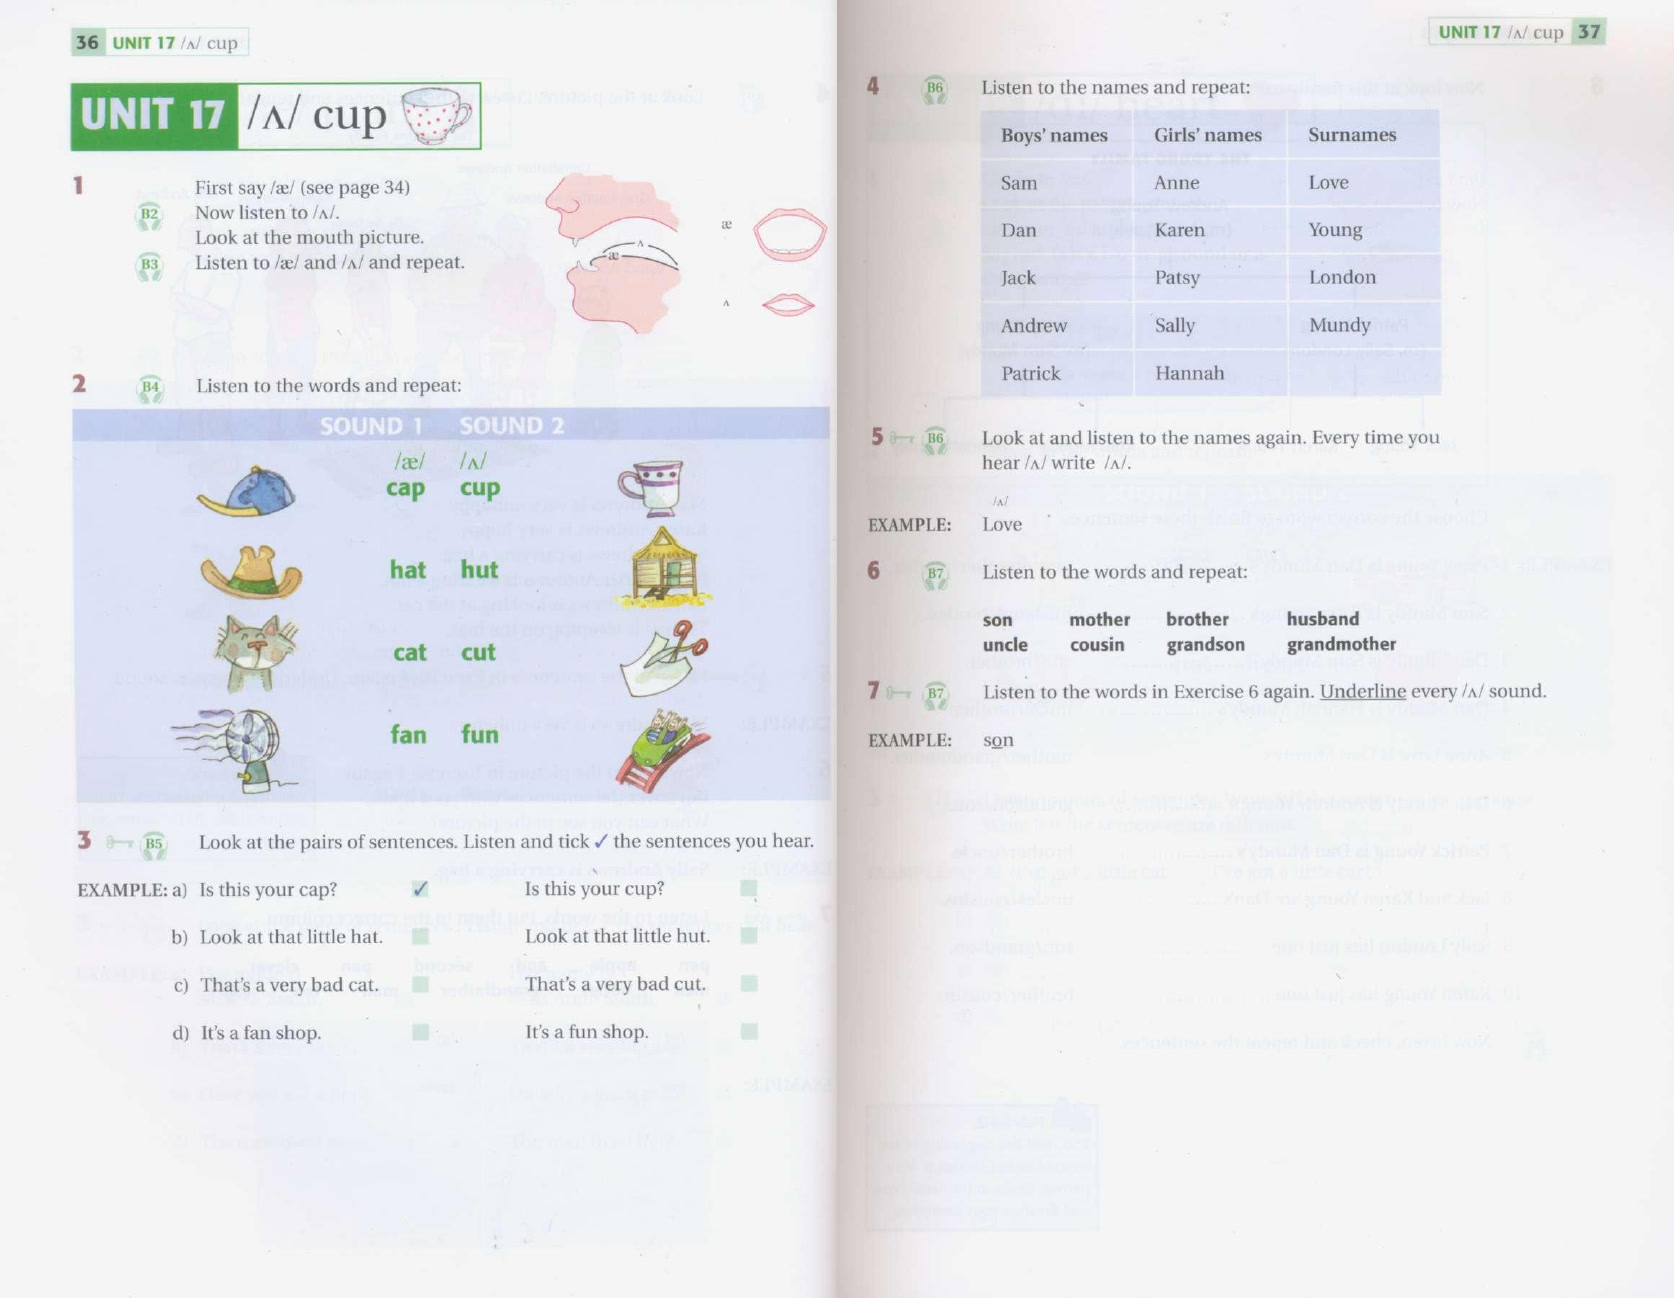 36 UNIT 17 /ʌ/ cup
UNIT 17 /ʌ/ cup
1 First say /æ/ (see page 34)
B2 Now listen to /ʌ/.
Look at the mouth picture.
B3 Listen to /æ/ and /ʌ/ and repeat.
ʌ
æ
æ
ʌ
2 B4 Listen to the words and repeat:
SOUND 1 SOUND 2
/æ/ /ʌ/
cap cup
hat hut
cat cut
fan fun
3 B5 Look at the pairs of sentences. Listen and tick ✓ the sentences you hear.
EXAMPLE: a) Is this your cap? ✓ Is this your cup?
b) Look at that little hat. Look at that little hut.
c) That's a very bad cat. That's a very bad cut.
d) It's a fan shop. It's a fun shop.
UNIT 17 /ʌ/ cup 37
4 B6 Listen to the names and repeat:
Boys' names Girls' names Surnames
Sam Anne Love
Dan Karen Young
Jack Patsy London
Andrew Sally Mundy
Patrick Hannah
5 B6 Look at and listen to the names again. Every time you
hear /ʌ/ write /ʌ/.
/ʌ/
EXAMPLE: Love
6 B7 Listen to the words and repeat:
son mother brother husband
uncle cousin grandson grandmother
7 B7 Listen to the words in Exercise 6 again. Underline every /ʌ/ sound.
EXAMPLE: son